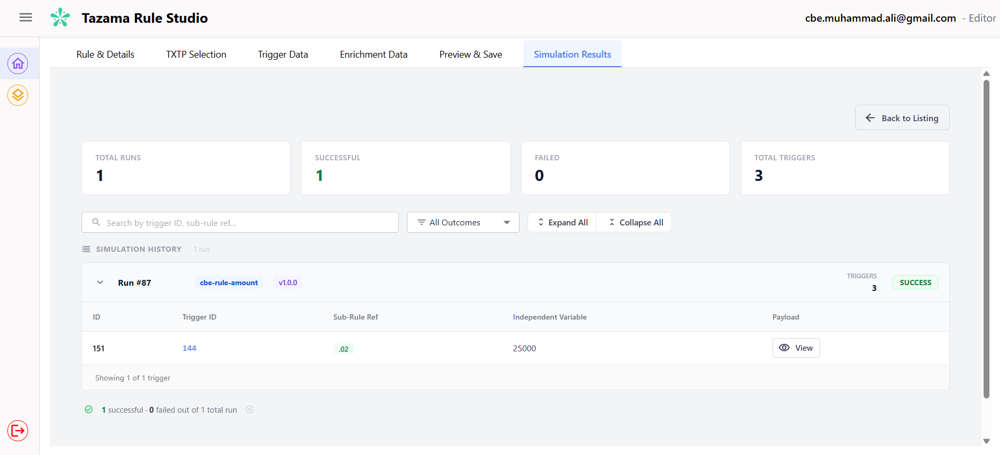 Tazama Rule Studio
cbe.muhammad.ali@gmail.com - Editor
Rule & Details
TXTP Selection
Trigger Data
Enrichment Data
Preview & Save
Simulation Results
Back to Listing
TOTAL RUNS
1
SUCCESSFUL
1
FAILED
0
TOTAL TRIGGERS
3
Search by trigger ID, sub-rule ref...
All Outcomes
Expand All
Collapse All
SIMULATION HISTORY · 1 run
Run #87
cbe-rule-amount
v1.0.0
TRIGGERS
3
SUCCESS
ID
Trigger ID
Sub-Rule Ref
Independent Variable
Payload
151
144
.02
25000
View
Showing 1 of 1 trigger
1 successful · 0 failed out of 1 total run